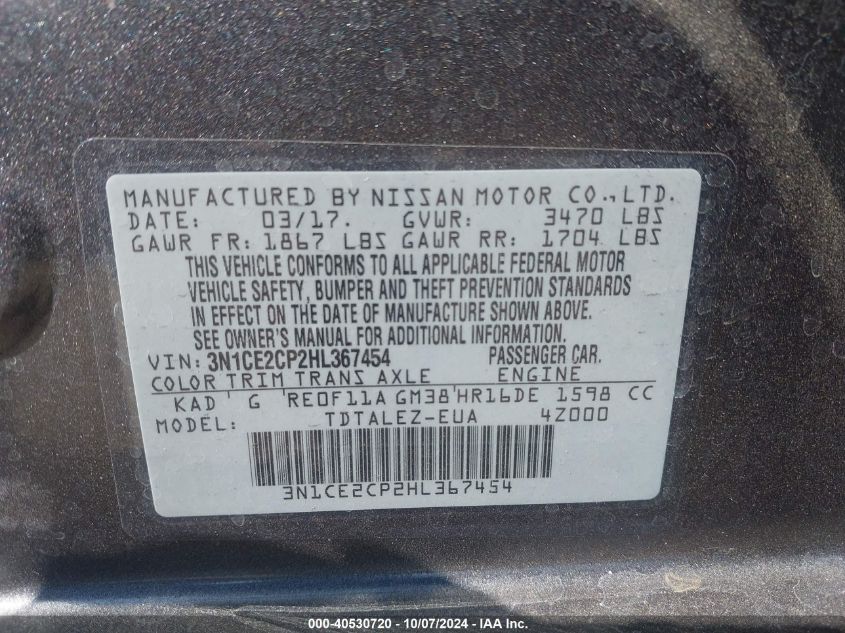 MANUFACTURED BY NISSAN MOTOR CO., LTD.
DATE: 03/17. GVWR: 3470 LBS
GAWR FR: 1867 LBS GAWR RR: 1704 LBS
THIS VEHICLE CONFORMS TO ALL APPLICABLE FEDERAL MOTOR
VEHICLE SAFETY, BUMPER AND THEFT PREVENTION STANDARDS
IN EFFECT ON THE DATE OF MANUFACTURE SHOWN ABOVE.
SEE OWNER'S MANUAL FOR ADDITIONAL INFORMATION.
VIN: 3N1CE2CP2HL367454 PASSENGER CAR.
COLOR TRIM TRANS AXLE ENGINE
KAD G RE0F11A GM38 HR16DE 1598 CC
MODEL: TDTALEZ-EUA 4Z000
3N1CE2CP2HL367454
000-40530720 - 10/07/2024 - IAA Inc.